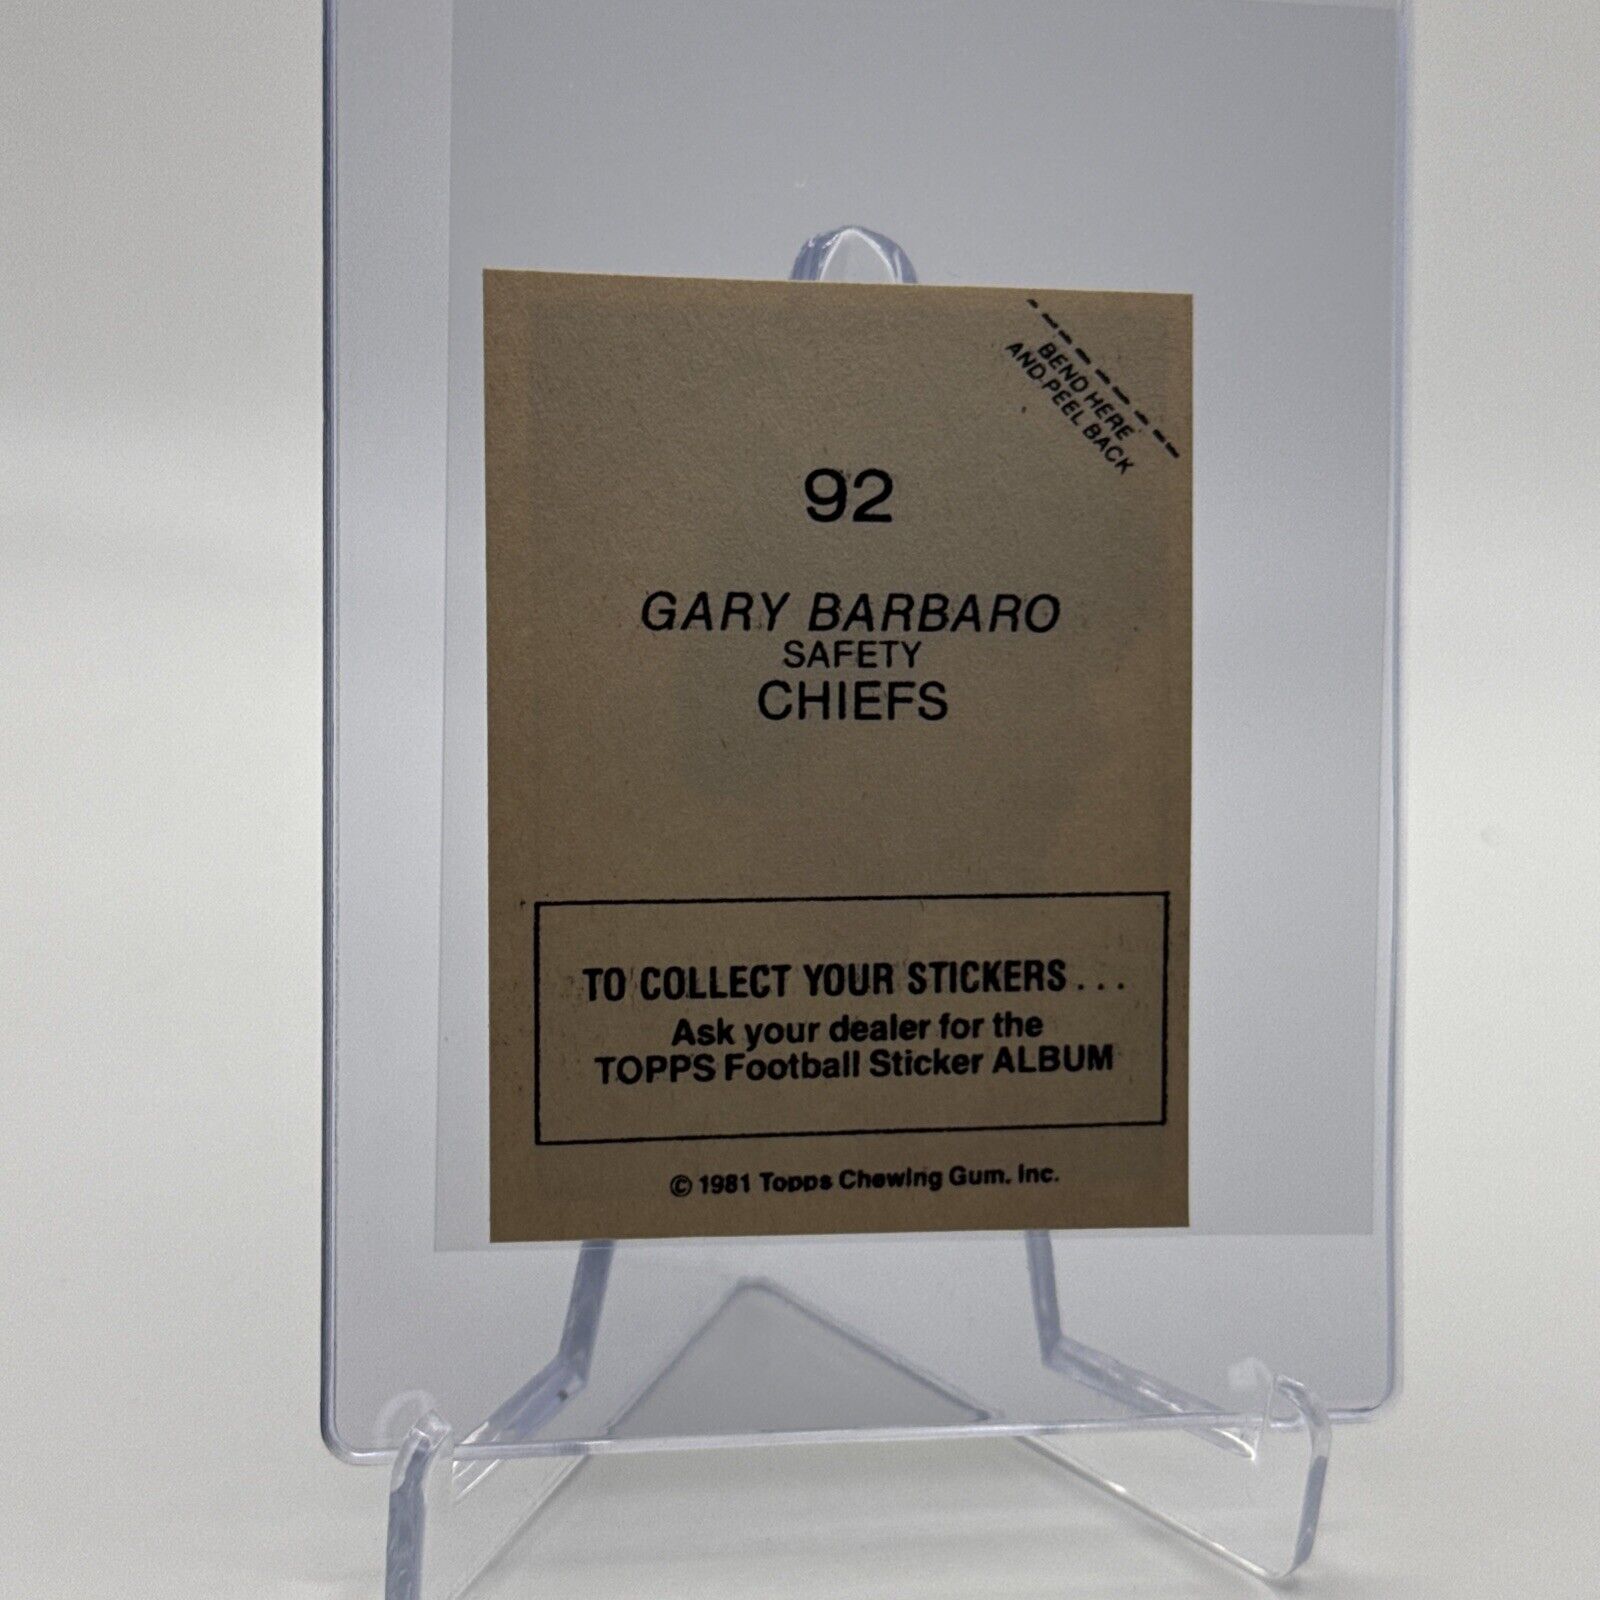 BEND HERE
AND PEEL BACK
92
GARY BARBARO
SAFETY
CHIEFS
TO COLLECT YOUR STICKERS...
Ask your dealer for the
TOPPS Football Sticker ALBUM
© 1981 Topps Chewing Gum, Inc.